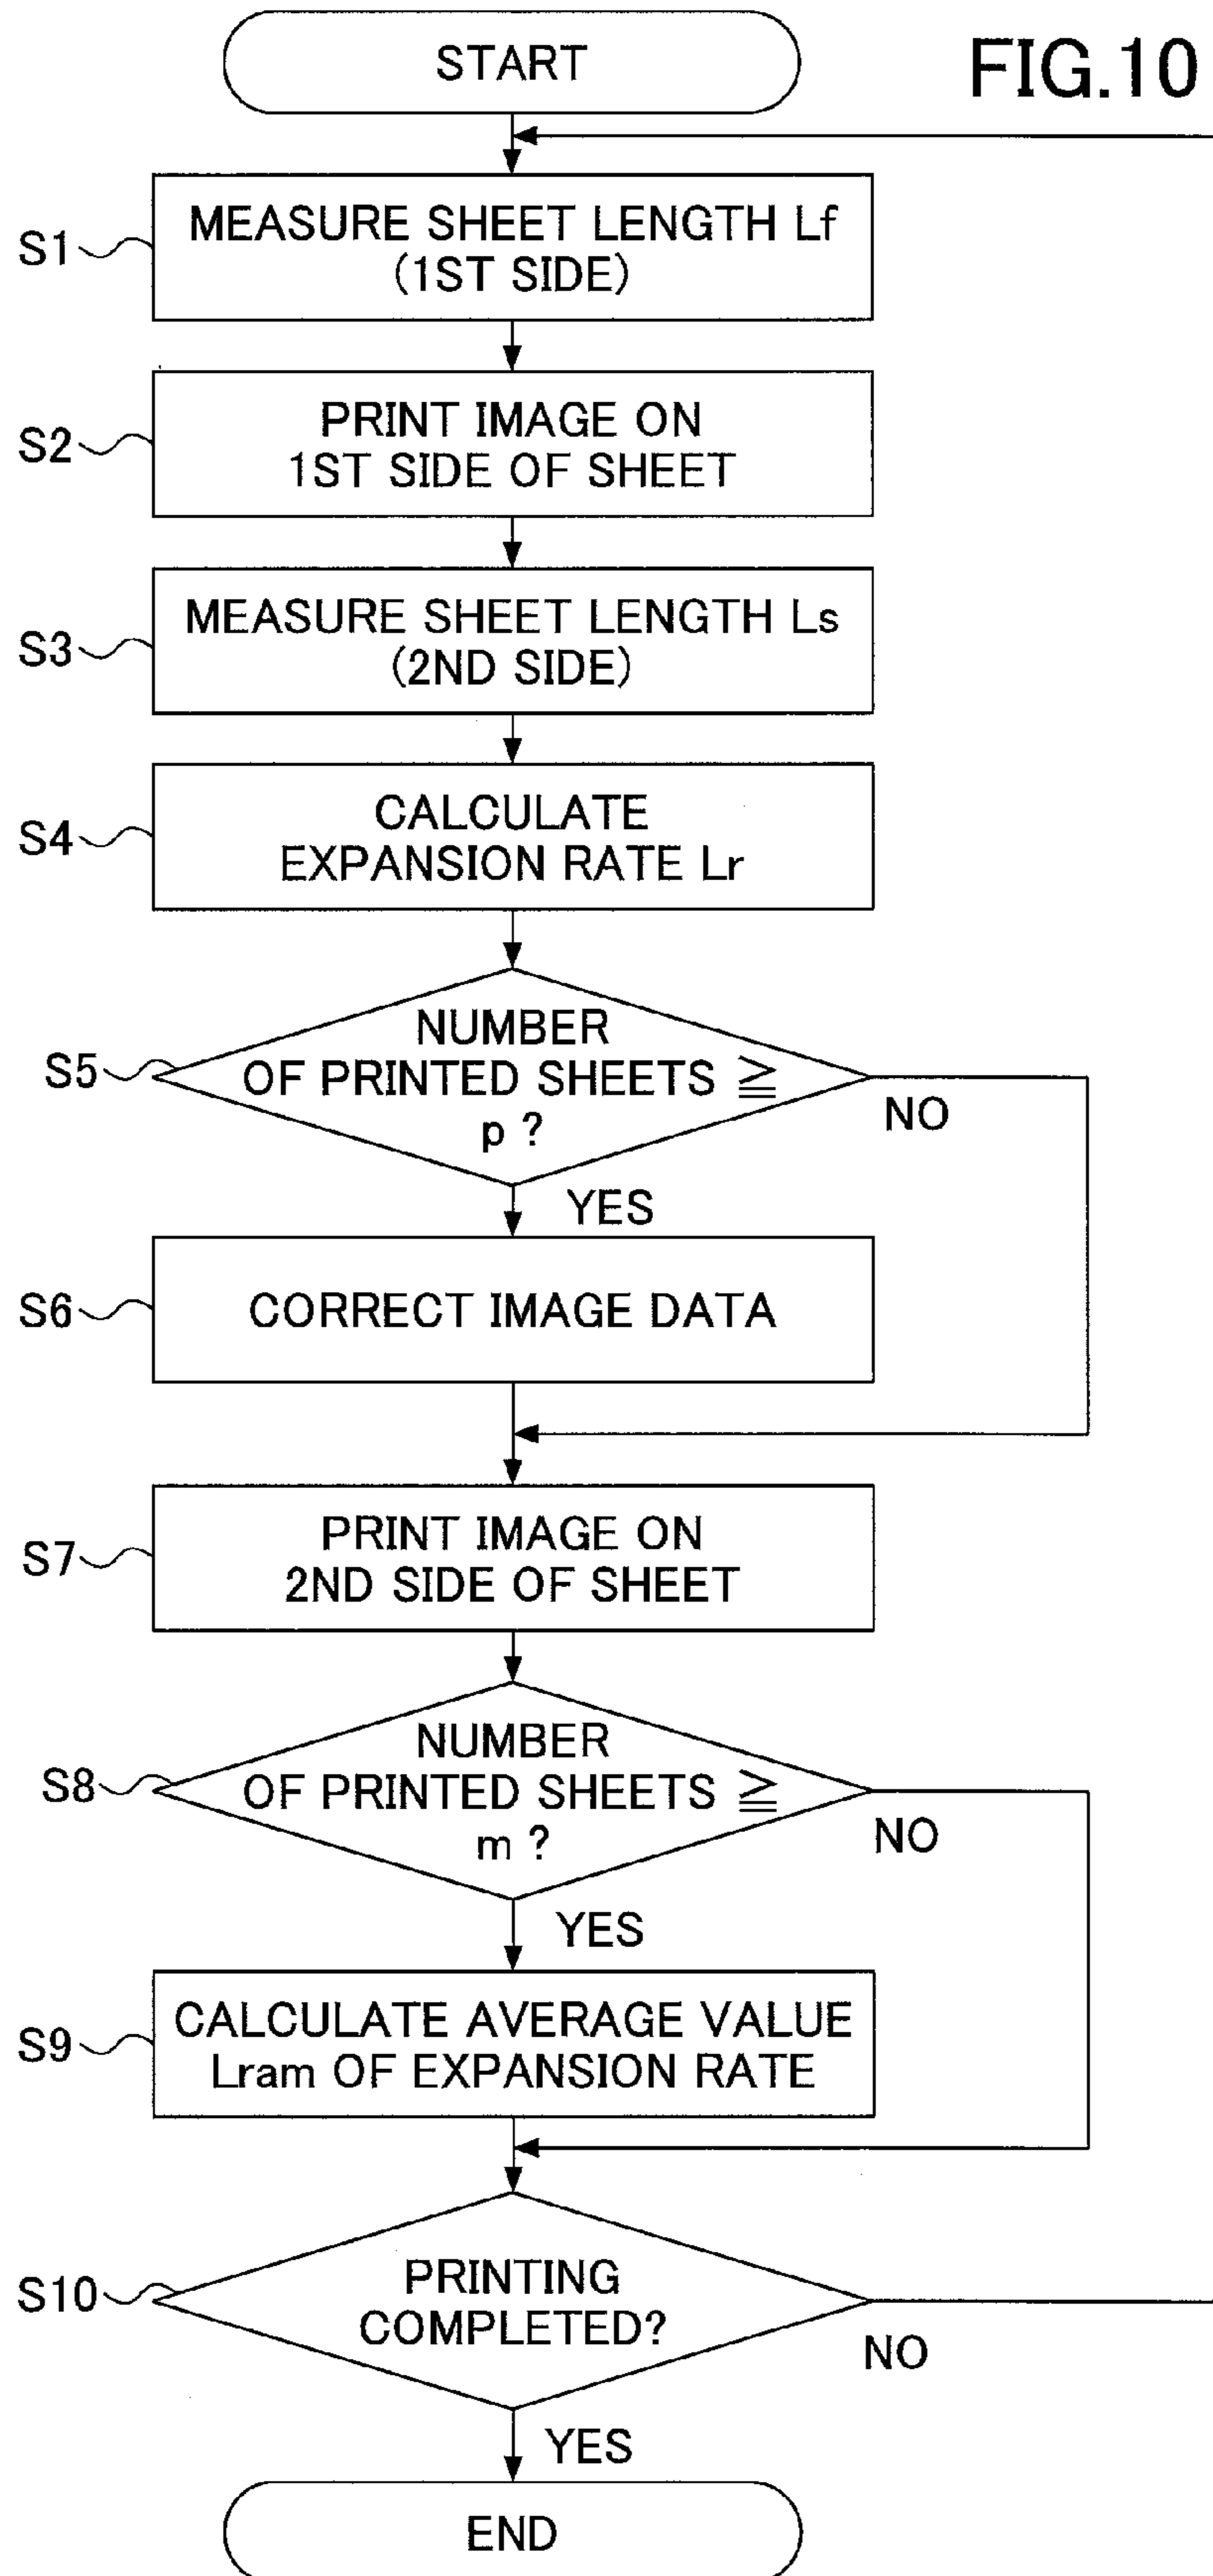 FIG.10
START
S1
MEASURE SHEET LENGTH Lf
(1ST SIDE)
S2
PRINT IMAGE ON
1ST SIDE OF SHEET
S3
MEASURE SHEET LENGTH Ls
(2ND SIDE)
S4
CALCULATE
EXPANSION RATE Lr
S5
NUMBER
OF PRINTED SHEETS ≧
p ?
NO
YES
S6
CORRECT IMAGE DATA
S7
PRINT IMAGE ON
2ND SIDE OF SHEET
S8
NUMBER
OF PRINTED SHEETS ≧
m ?
NO
YES
S9
CALCULATE AVERAGE VALUE
Lram OF EXPANSION RATE
S10
PRINTING
COMPLETED?
NO
YES
END